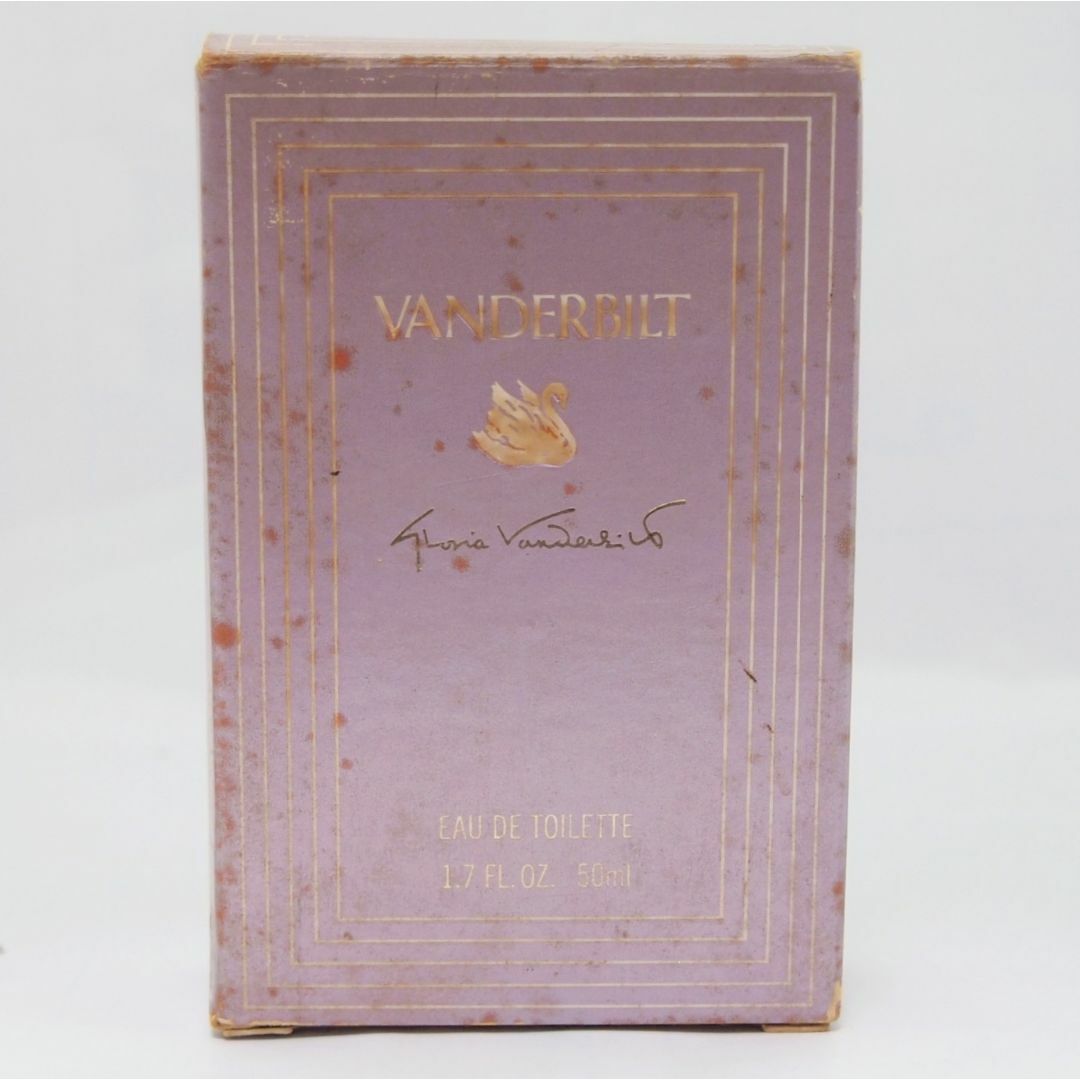 VANDERBILT
Gloria Vanderbilt
EAU DE TOILETTE
1.7 FL. OZ. 50ml